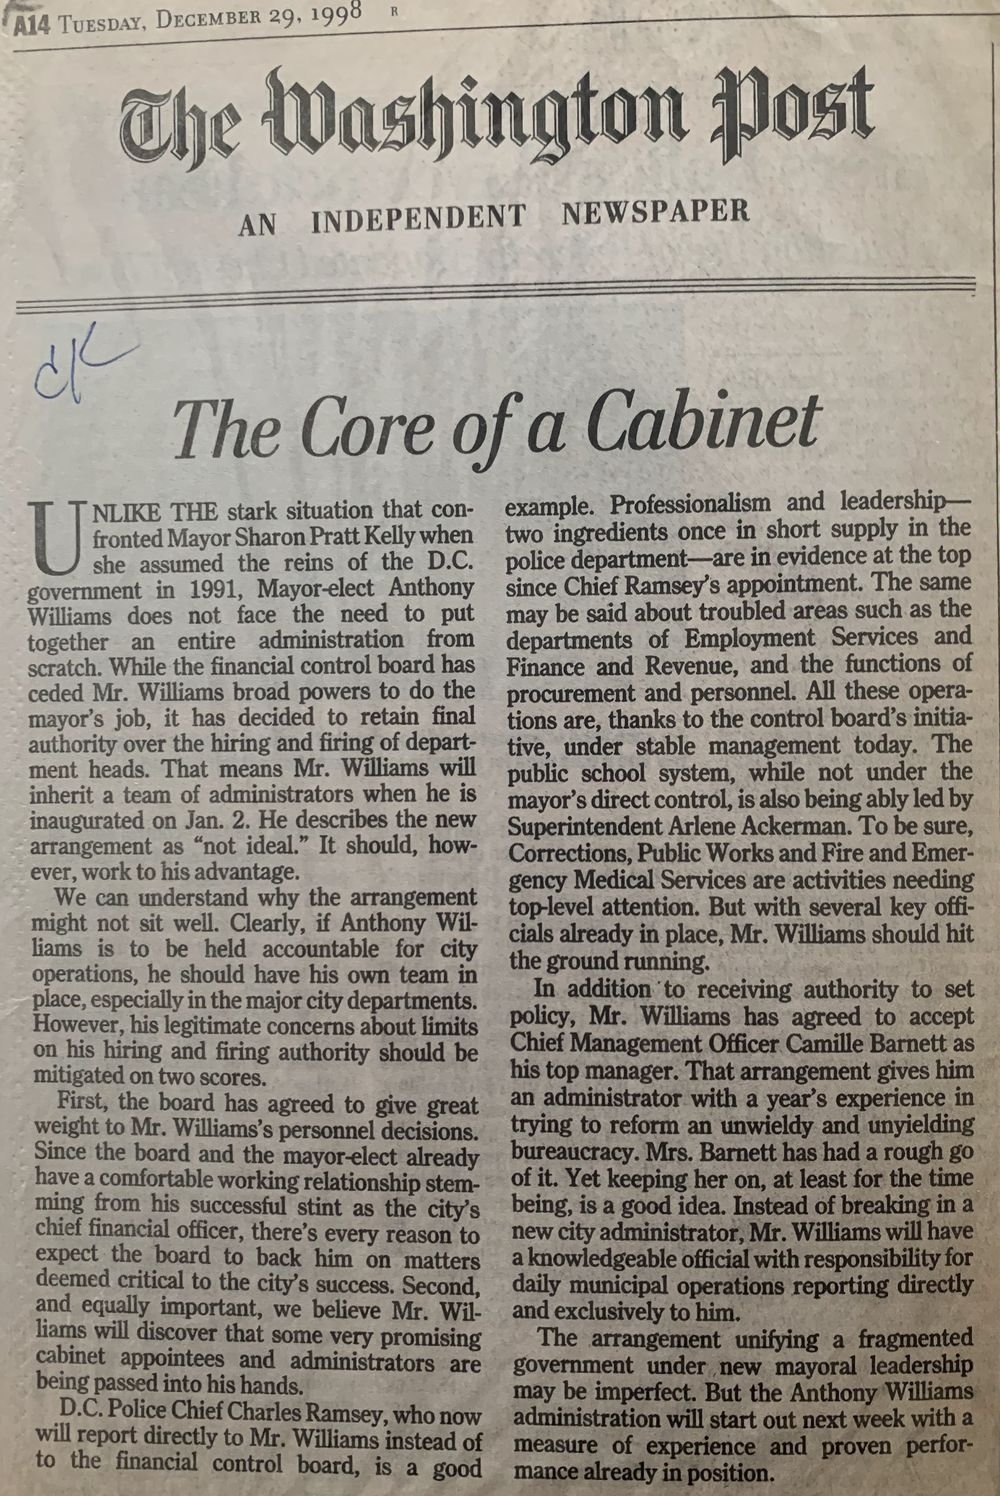 A14 TUESDAY, DECEMBER 29, 1998 R
The Washington Post
AN INDEPENDENT NEWSPAPER
The Core of a Cabinet
UNLIKE THE stark situation that con-
fronted Mayor Sharon Pratt Kelly when
she assumed the reins of the D.C.
government in 1991, Mayor-elect Anthony
Williams does not face the need to put
together an entire administration from
scratch. While the financial control board has
ceded Mr. Williams broad powers to do the
mayor's job, it has decided to retain final
authority over the hiring and firing of depart-
ment heads. That means Mr. Williams will
inherit a team of administrators when he is
inaugurated on Jan. 2. He describes the new
arrangement as “not ideal.” It should, how-
ever, work to his advantage.
We can understand why the arrangement
might not sit well. Clearly, if Anthony Wil-
liams is to be held accountable for city
operations, he should have his own team in
place, especially in the major city departments.
However, his legitimate concerns about limits
on his hiring and firing authority should be
mitigated on two scores.
First, the board has agreed to give great
weight to Mr. Williams's personnel decisions.
Since the board and the mayor-elect already
have a comfortable working relationship stem-
ming from his successful stint as the city's
chief financial officer, there's every reason to
expect the board to back him on matters
deemed critical to the city's success. Second,
and equally important, we believe Mr. Wil-
liams will discover that some very promising
cabinet appointees and administrators are
being passed into his hands.
D.C. Police Chief Charles Ramsey, who now
will report directly to Mr. Williams instead of
to the financial control board, is a good
example. Professionalism and leadership—
two ingredients once in short supply in the
police department—are in evidence at the top
since Chief Ramsey's appointment. The same
may be said about troubled areas such as the
departments of Employment Services and
Finance and Revenue, and the functions of
procurement and personnel. All these opera-
tions are, thanks to the control board's initia-
tive, under stable management today. The
public school system, while not under the
mayor's direct control, is also being ably led by
Superintendent Arlene Ackerman. To be sure,
Corrections, Public Works and Fire and Emer-
gency Medical Services are activities needing
top-level attention. But with several key offi-
cials already in place, Mr. Williams should hit
the ground running.
In addition to receiving authority to set
policy, Mr. Williams has agreed to accept
Chief Management Officer Camille Barnett as
his top manager. That arrangement gives him
an administrator with a year's experience in
trying to reform an unwieldy and unyielding
bureaucracy. Mrs. Barnett has had a rough go
of it. Yet keeping her on, at least for the time
being, is a good idea. Instead of breaking in a
new city administrator, Mr. Williams will have
a knowledgeable official with responsibility for
daily municipal operations reporting directly
and exclusively to him.
The arrangement unifying a fragmented
government under new mayoral leadership
may be imperfect. But the Anthony Williams
administration will start out next week with a
measure of experience and proven perfor-
mance already in position.